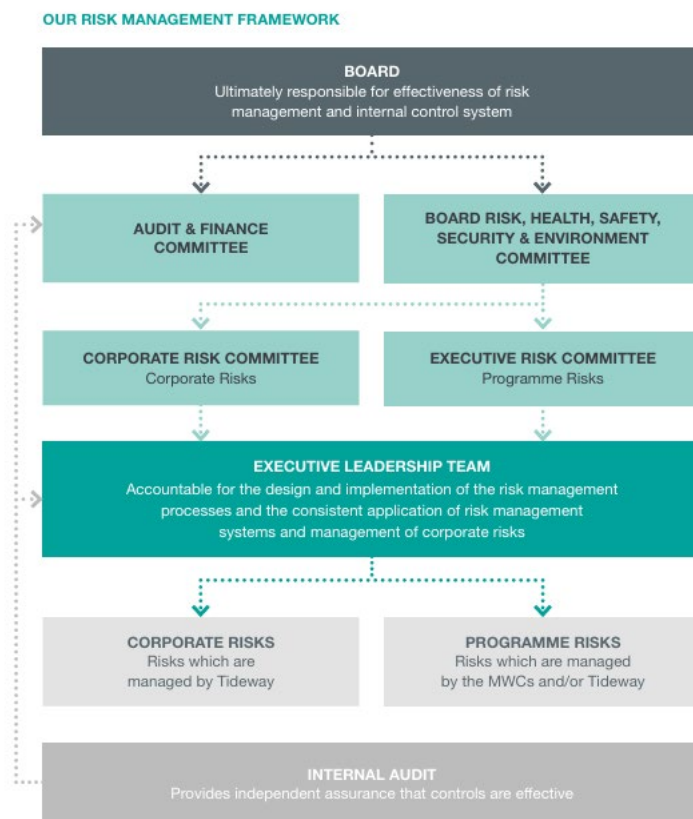 OUR RISK MANAGEMENT FRAMEWORK
BOARD
Ultimately responsible for effectiveness of risk
management and internal control system
AUDIT & FINANCE
COMMITTEE
BOARD RISK, HEALTH, SAFETY,
SECURITY & ENVIRONMENT
COMMITTEE
CORPORATE RISK COMMITTEE
Corporate Risks
EXECUTIVE RISK COMMITTEE
Programme Risks
EXECUTIVE LEADERSHIP TEAM
Accountable for the design and implementation of the risk management
processes and the consistent application of risk management
systems and management of corporate risks
CORPORATE RISKS
Risks which are
managed by Tideway
PROGRAMME RISKS
Risks which are managed
by the MWCs and/or Tideway
INTERNAL AUDIT
Provides independent assurance that controls are effective